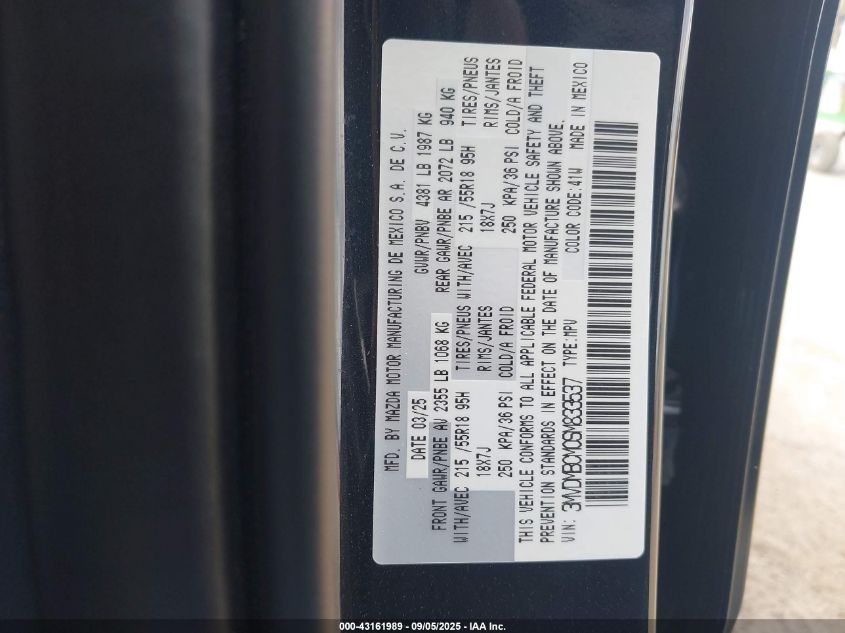 MFD. BY MAZDA MOTOR MANUFACTURING DE MEXICO S.A. DE C.V.
DATE 03/25 GVWR/PNBV 4381 LB 1987 KG
FRONT GAWR/PNBE AV 2355 LB 1068 KG REAR GAWR/PNBE AR 2072 LB 940 KG
WITH/AVEC 215 /55R18 95H TIRES/PNEUS WITH/AVEC 215 /55R18 95H TIRES/PNEUS
18X7J RIMS/JANTES 18X7J RIMS/JANTES
250 KPA/36 PSI COLD/A FROID 250 KPA/36 PSI COLD/A FROID
THIS VEHICLE CONFORMS TO ALL APPLICABLE FEDERAL MOTOR VEHICLE SAFETY AND THEFT
PREVENTION STANDARDS IN EFFECT ON THE DATE OF MANUFACTURE SHOWN ABOVE.
VIN: 3MVDMBCM0SM833537 TYPE:MPV COLOR CODE:41W MADE IN MEXICO
000-43161989 - 09/05/2025 - IAA Inc.